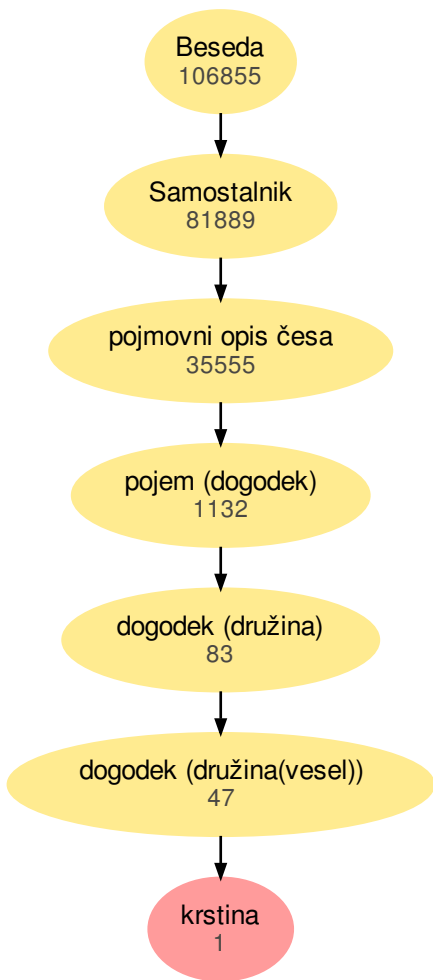 Beseda
106855
Samostalnik
81889
pojmovni opis česa
35555
pojem (dogodek)
1132
dogodek (družina)
83
dogodek (družina(vesel))
47
krstina
1